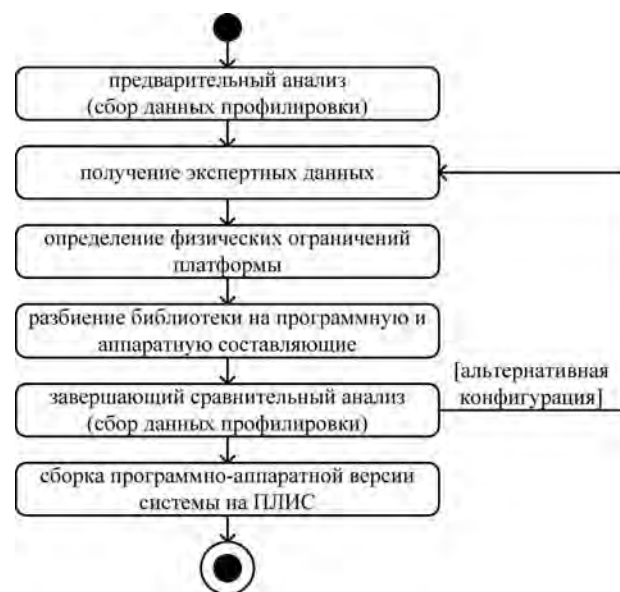 предварительный анализ
(сбор данных профилировки)
получение экспертных данных
определение физических ограничений
платформы
разбиение библиотеки на программную и
аппаратную составляющие
[альтернативная
конфигурация]
завершающий сравнительный анализ
(сбор данных профилировки)
сборка программно-аппаратной версии
системы на ПЛИС